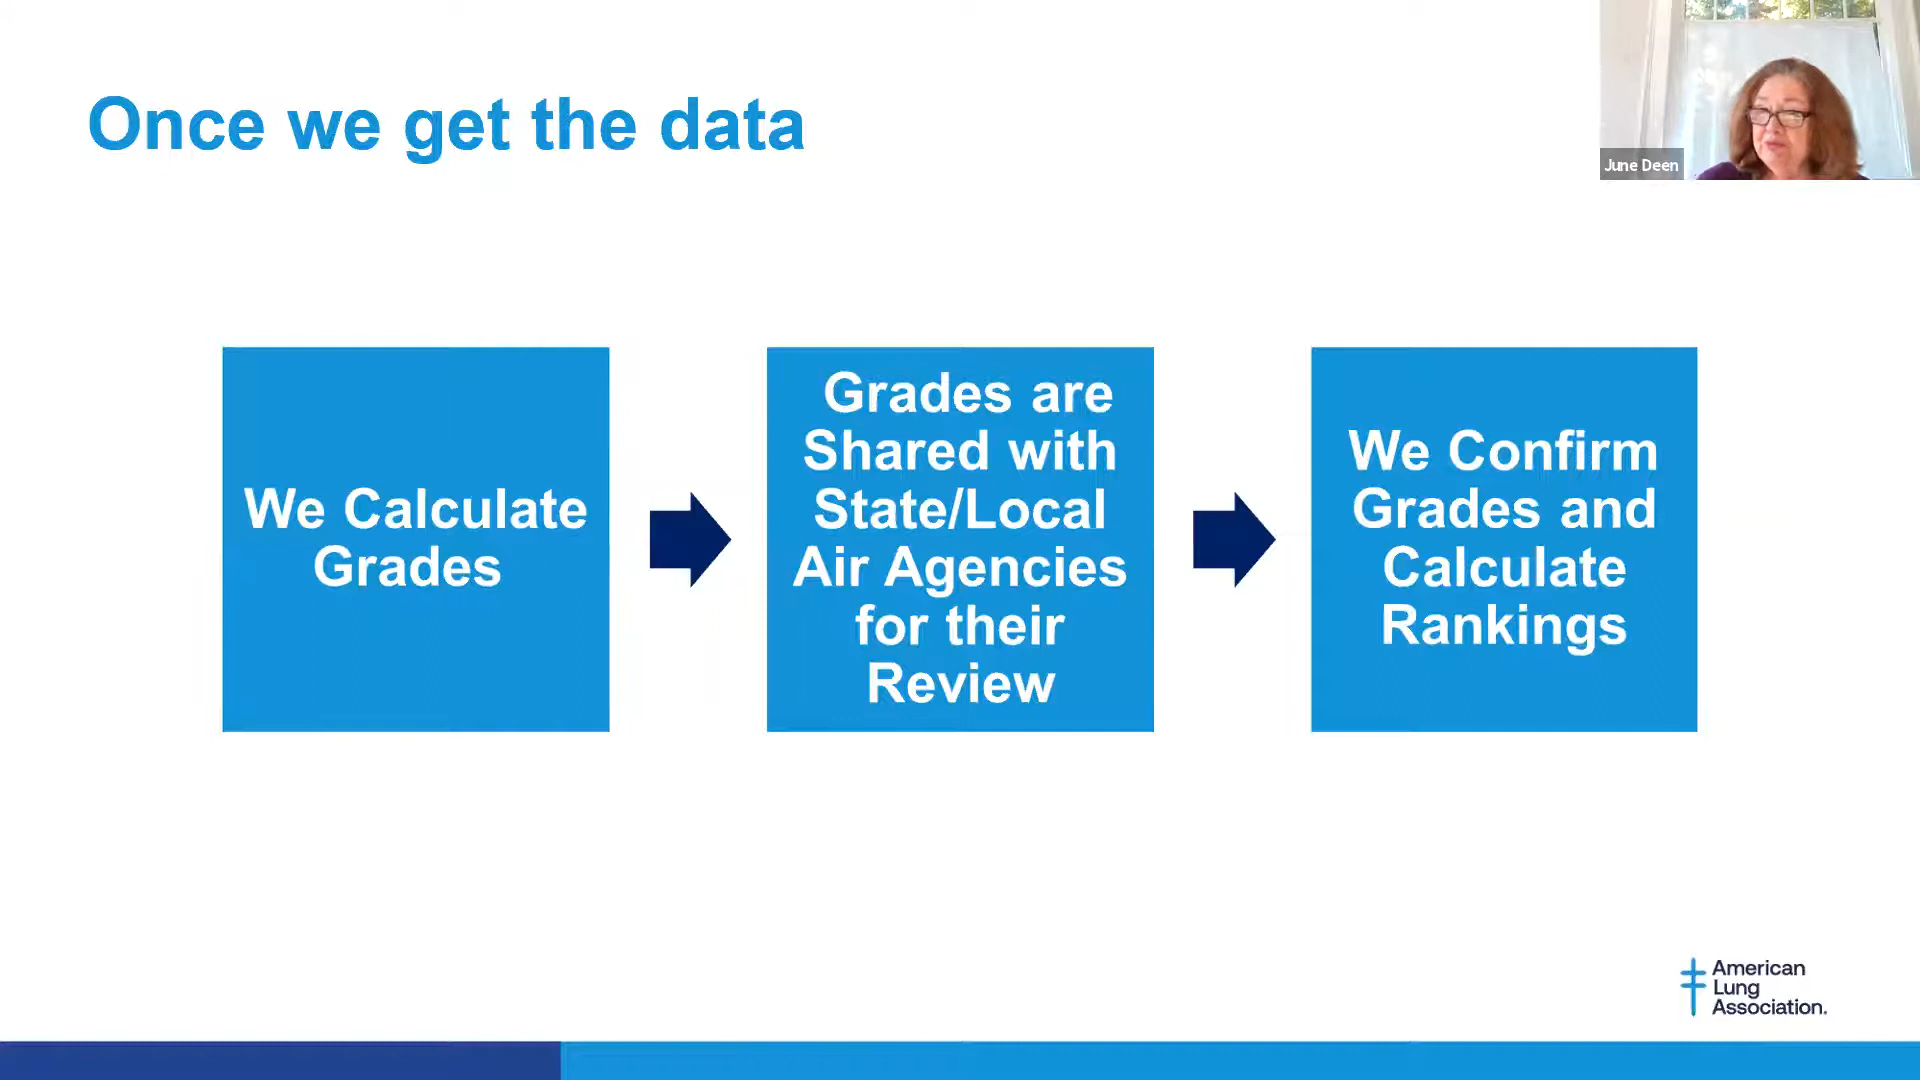 Once we get the data
June Deen
We Calculate
Grades
Grades are
Shared with
State/Local
Air Agencies
for their
Review
We Confirm
Grades and
Calculate
Rankings
American
Lung
Association.